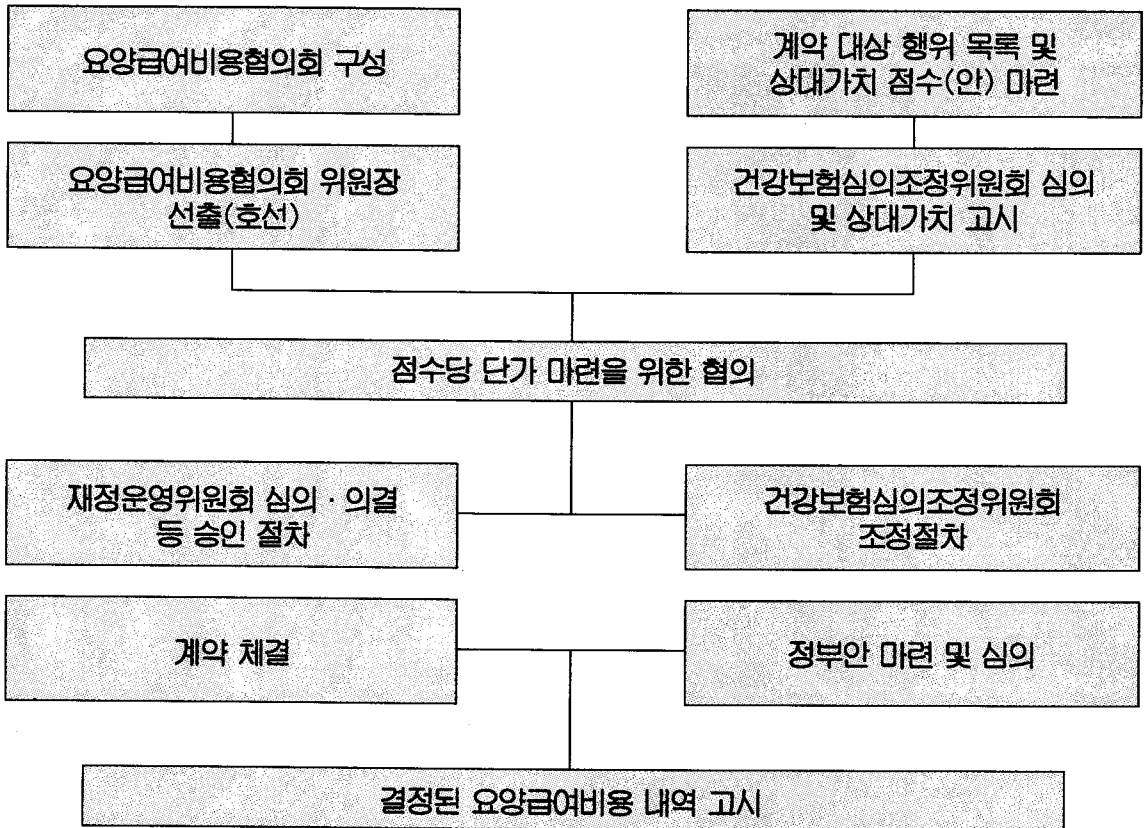 요양급여비용협의회 구성
계약 대상 행위 목록 및
상대가치 점수(안) 마련
요양급여비용협의회 위원장
선출(호선)
건강보험심의조정위원회 심의
및 상대가치 고시
점수당 단가 마련을 위한 협의
재정운영위원회 심의·의결
등 승인 절차
건강보험심의조정위원회
조정절차
계약 체결
정부안 마련 및 심의
결정된 요양급여비용 내역 고시